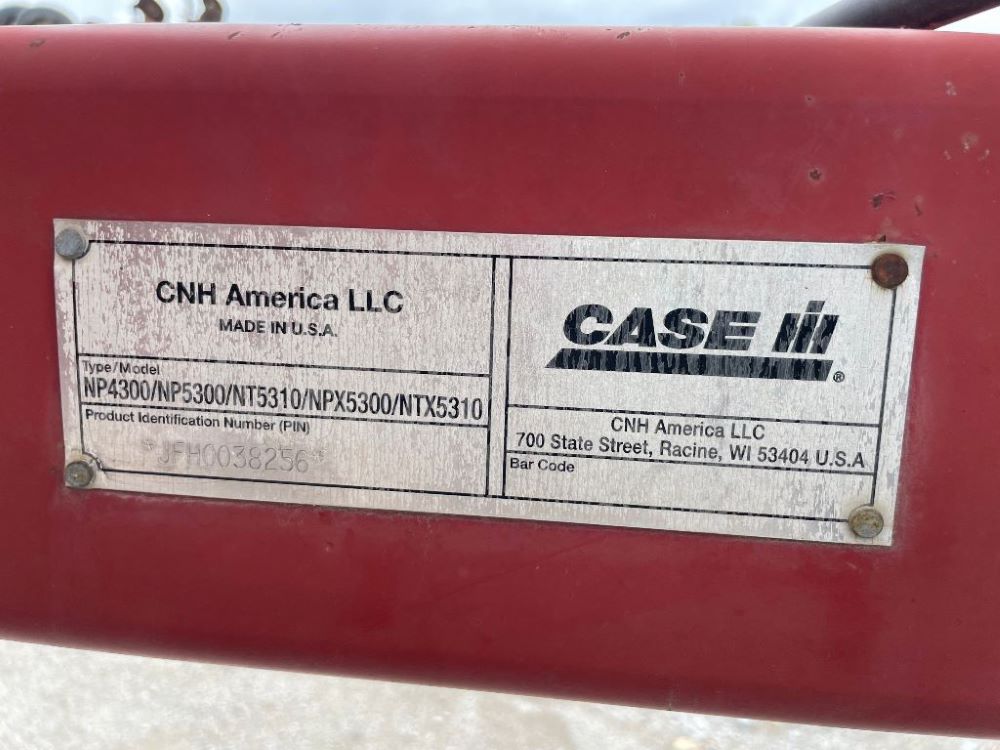 CNH America LLC
MADE IN U.S.A.
Type/Model
NP4300/NP5300/NT5310/NPX5300/NTX5310
Product Identification Number (PIN)
*JFH0038256*
CASE IH®
CNH America LLC
700 State Street, Racine, WI 53404 U.S.A
Bar Code